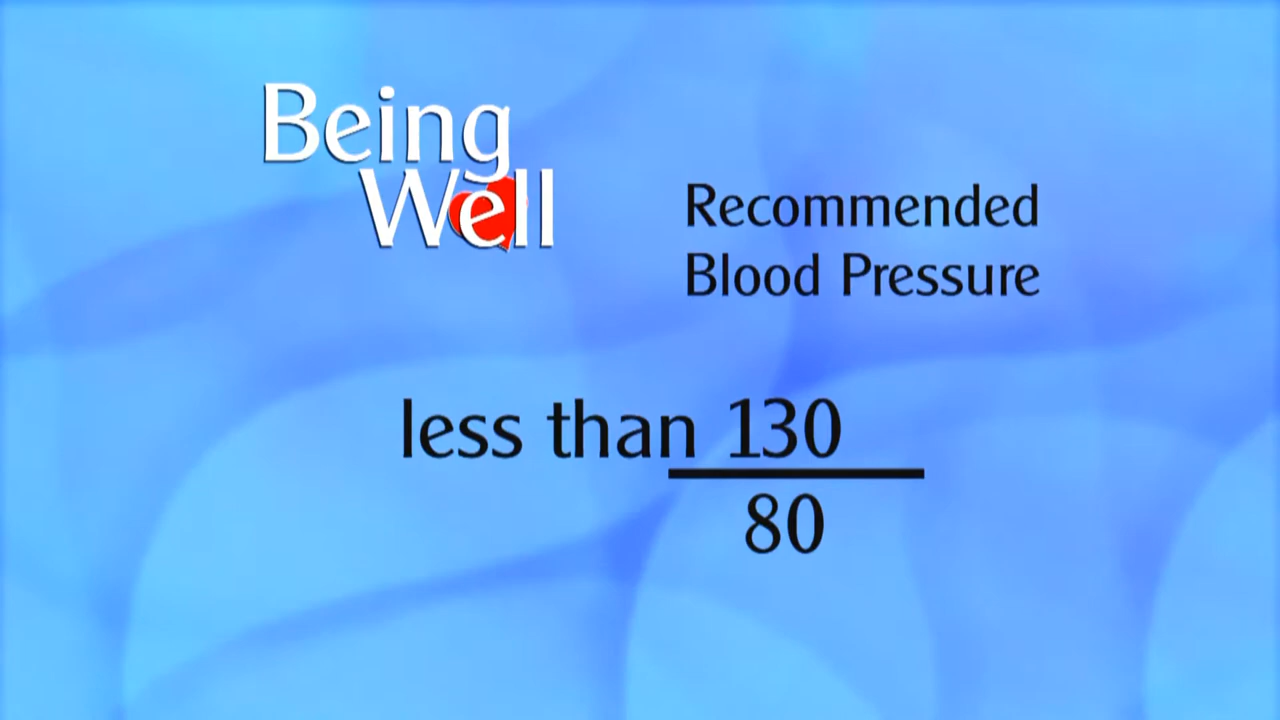 Being
Well
Recommended
Blood Pressure
less than 130
80